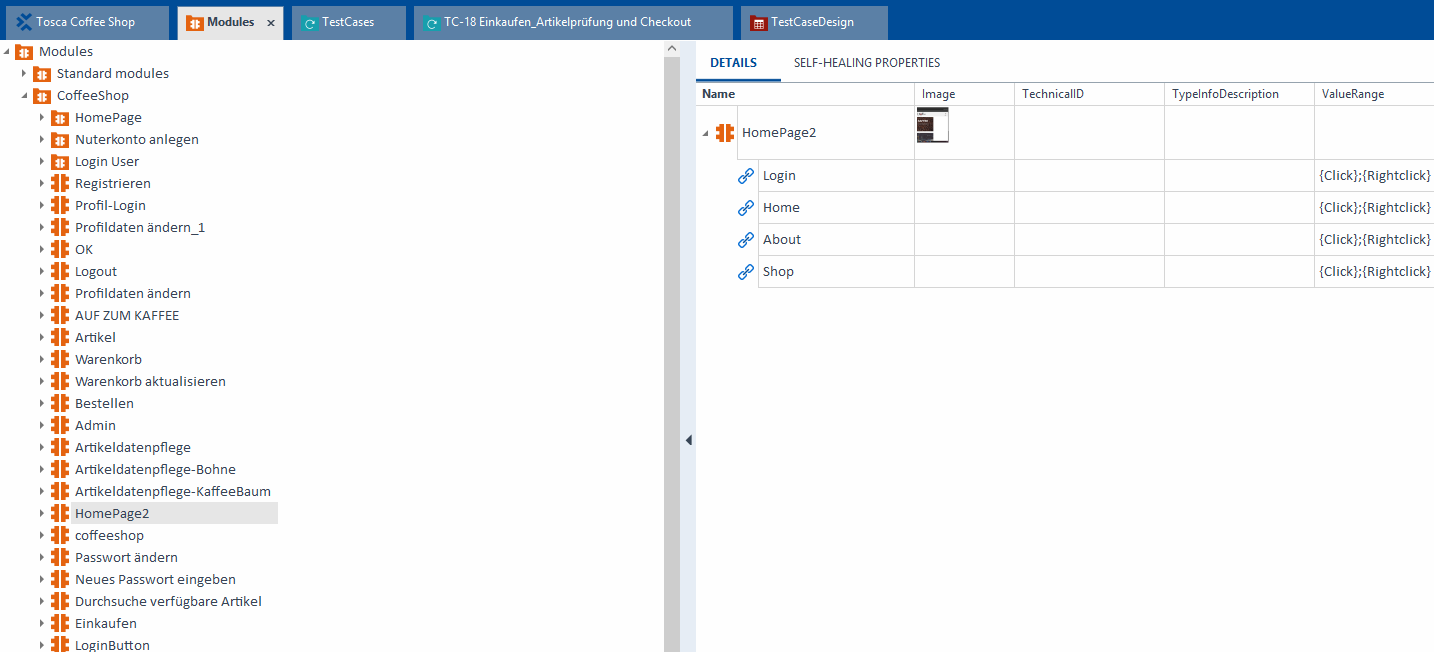 Tosca Coffee Shop
Modules
TestCases
TC-18 Einkaufen_Artikelprüfung und Checkout
TestCaseDesign
Modules
Standard modules
CoffeeShop
HomePage
Nuterkonto anlegen
Login User
Registrieren
Profil-Login
Profildaten ändern_1
OK
Logout
Profildaten ändern
AUF ZUM KAFFEE
Artikel
Warenkorb
Warenkorb aktualisieren
Bestellen
Admin
Artikeldatenpflege
Artikeldatenpflege-Bohne
Artikeldatenpflege-KaffeeBaum
HomePage2
coffeeshop
Passwort ändern
Neues Passwort eingeben
Durchsuche verfügbare Artikel
Einkaufen
LoginButton
DETAILS SELF-HEALING PROPERTIES
Name Image TechnicalID TypeInfoDescription ValueRange
HomePage2
Login {Click};{Rightclick}
Home {Click};{Rightclick}
About {Click};{Rightclick}
Shop {Click};{Rightclick}